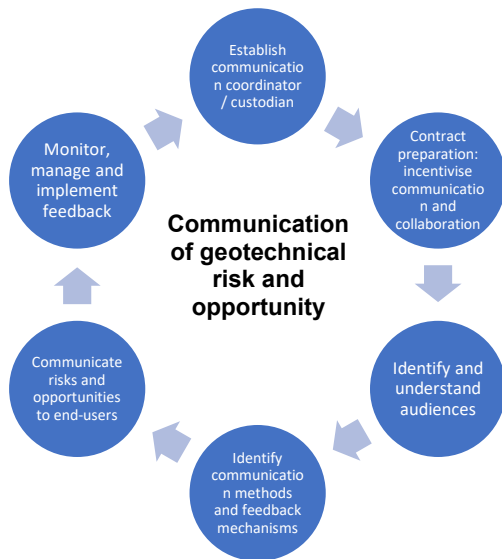 Establish
communicatio
n coordinator
/ custodian
Contract
preparation:
incentivise
communicatio
n and
collaboration
Identify and
understand
audiences
Identify
communicatio
n methods
and feedback
mechanisms
Communicate
risks and
opportunities
to end-users
Monitor,
manage and
implement
feedback
Communication
of geotechnical
risk and
opportunity